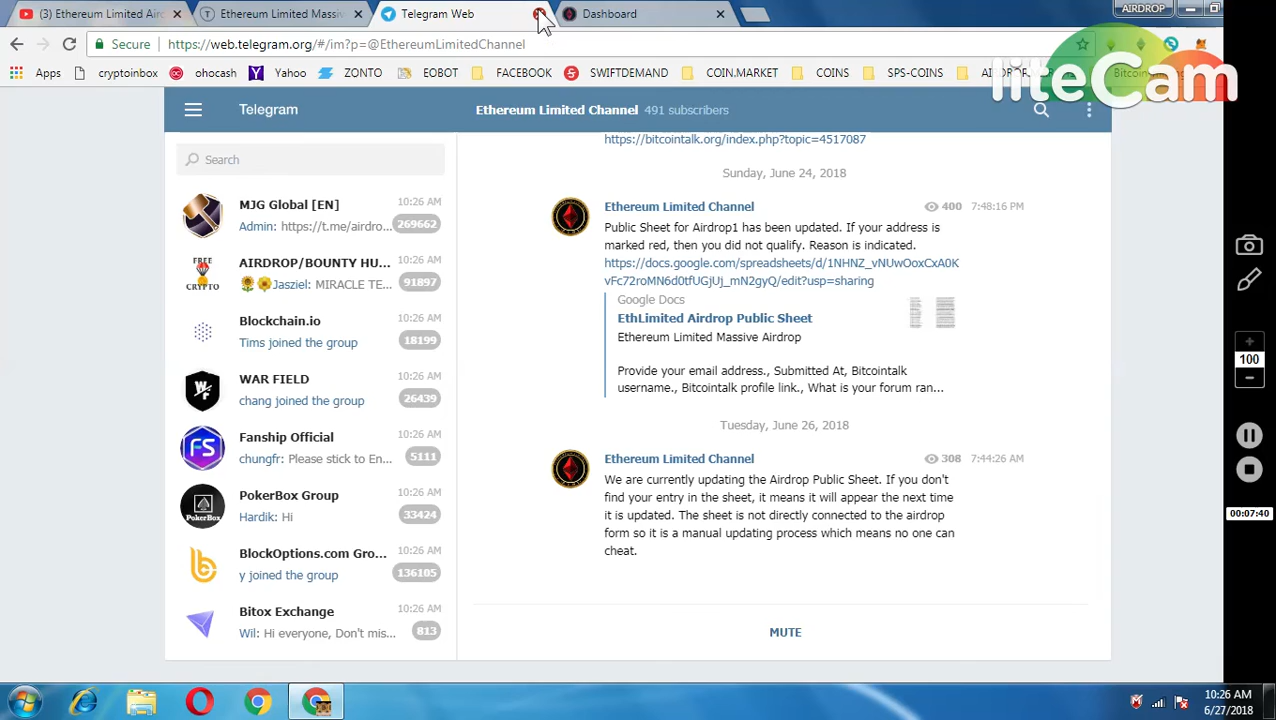 (3) Ethereum Limited Aird
Ethereum Limited Massiv
Telegram Web
Dashboard
AIRDROP
Secure
https://web.telegram.org/#/im?p=@EthereumLimitedChannel
Apps
cryptoinbox
ohocash
Yahoo
ZONTO
EOBOT
FACEBOOK
SWIFTDEMAND
COIN.MARKET
COINS
SPS-COINS
liteCam
Telegram
Ethereum Limited Channel 491 subscribers
Search
MJG Global [EN] 10:26 AM
Admin: https://t.me/airdro... 269662
AIRDROP/BOUNTY HU... 10:26 AM
FREE CRYPTO
Jasziel: MIRACLE TE... 91897
Blockchain.io 10:26 AM
Tims joined the group 18199
WAR FIELD 10:26 AM
chang joined the group 26439
Fanship Official 10:26 AM
FS
chungfr: Please stick to En... 5111
PokerBox Group 10:26 AM
PokerBox
Hardik: Hi 33424
BlockOptions.com Gro... 10:26 AM
y joined the group 136105
Bitox Exchange 10:26 AM
Wil: Hi everyone, Don't mis... 813
https://bitcointalk.org/index.php?topic=4517087
Sunday, June 24, 2018
Ethereum Limited Channel 400 7:48:16 PM
Public Sheet for Airdrop1 has been updated. If your address is
marked red, then you did not qualify. Reason is indicated.
https://docs.google.com/spreadsheets/d/1NHNZ_vNUwOoxCxA0K
vFc72roMN6d0tfUGjUj_mN2gyQ/edit?usp=sharing
Google Docs
EthLimited Airdrop Public Sheet
Ethereum Limited Massive Airdrop
Provide your email address., Submitted At, Bitcointalk
username., Bitcointalk profile link., What is your forum ran...
Tuesday, June 26, 2018
Ethereum Limited Channel 308 7:44:26 AM
We are currently updating the Airdrop Public Sheet. If you don't
find your entry in the sheet, it means it will appear the next time
it is updated. The sheet is not directly connected to the airdrop
form so it is a manual updating process which means no one can
cheat.
MUTE
100
00:07:40
10:26 AM
6/27/2018